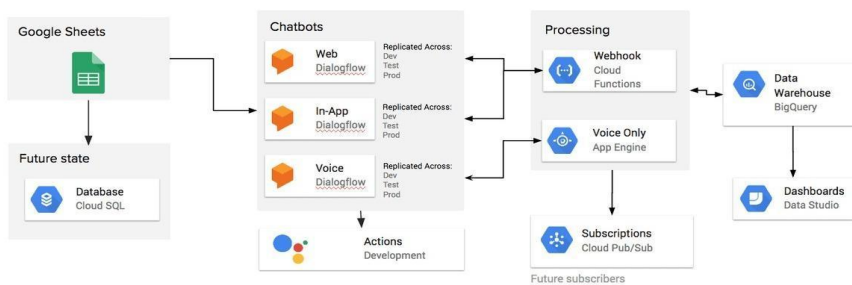 Google Sheets
Future state
Database
Cloud SQL
Chatbots
Web
Dialogflow
Replicated Across:
Dev
Test
Prod
In-App
Dialogflow
Replicated Across:
Dev
Test
Prod
Voice
Dialogflow
Replicated Across:
Dev
Test
Prod
Actions
Development
Processing
Webhook
Cloud
Functions
Voice Only
App Engine
Subscriptions
Cloud Pub/Sub
Future subscribers
Data
Warehouse
BigQuery
Dashboards
Data Studio